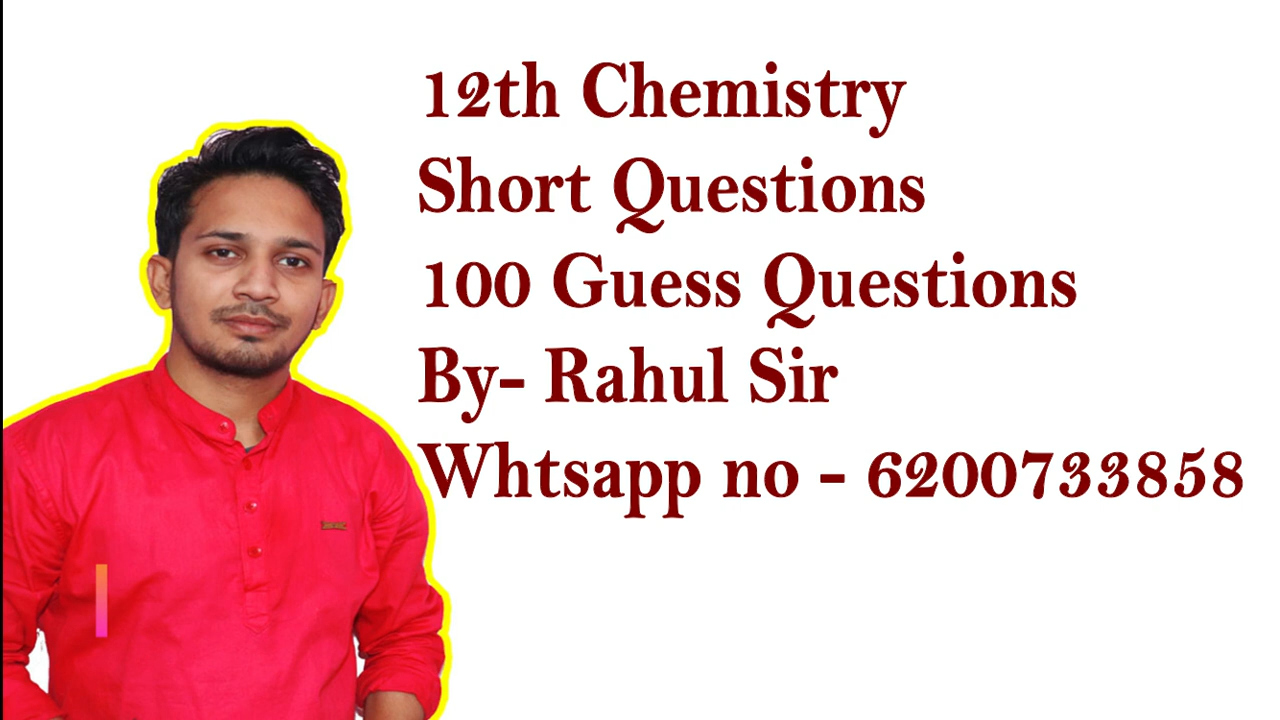 12th Chemistry
Short Questions
100 Guess Questions
By- Rahul Sir
Whtsapp no - 6200733858